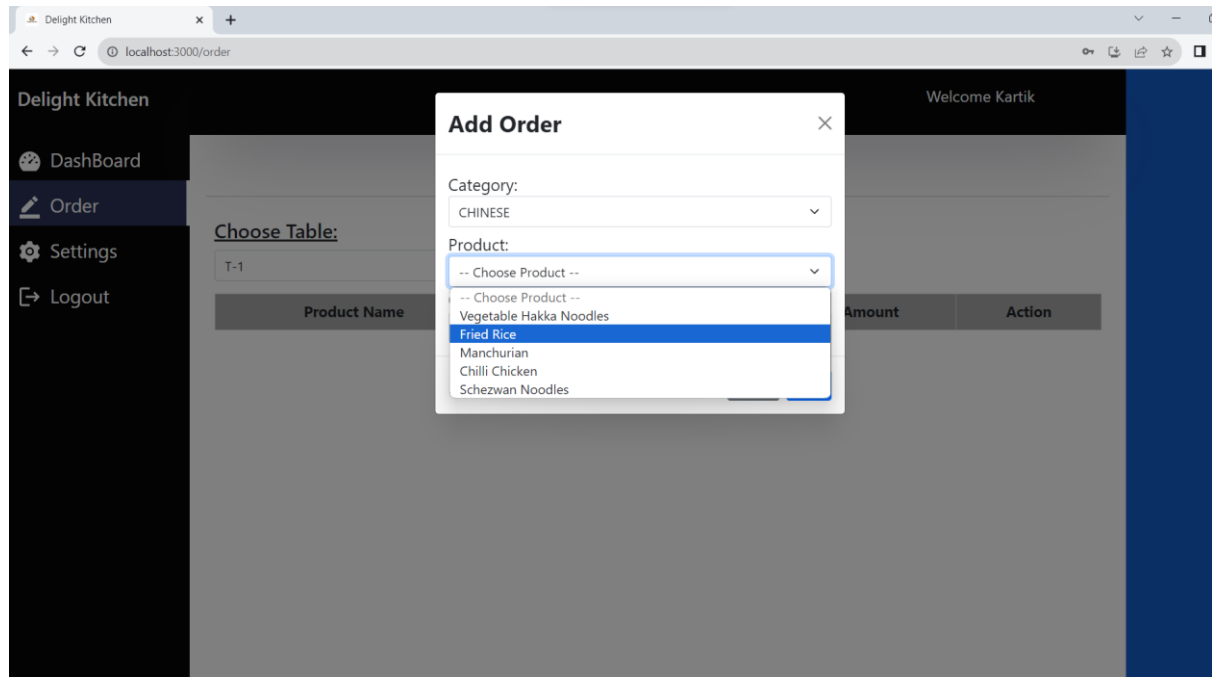 Delight Kitchen
localhost:3000/order
Delight Kitchen
Welcome Kartik
DashBoard
Order
Settings
Logout
Choose Table:
T-1
Product Name
Amount
Action
Add Order
Category:
CHINESE
Product:
-- Choose Product --
-- Choose Product --
Vegetable Hakka Noodles
Fried Rice
Manchurian
Chilli Chicken
Schezwan Noodles